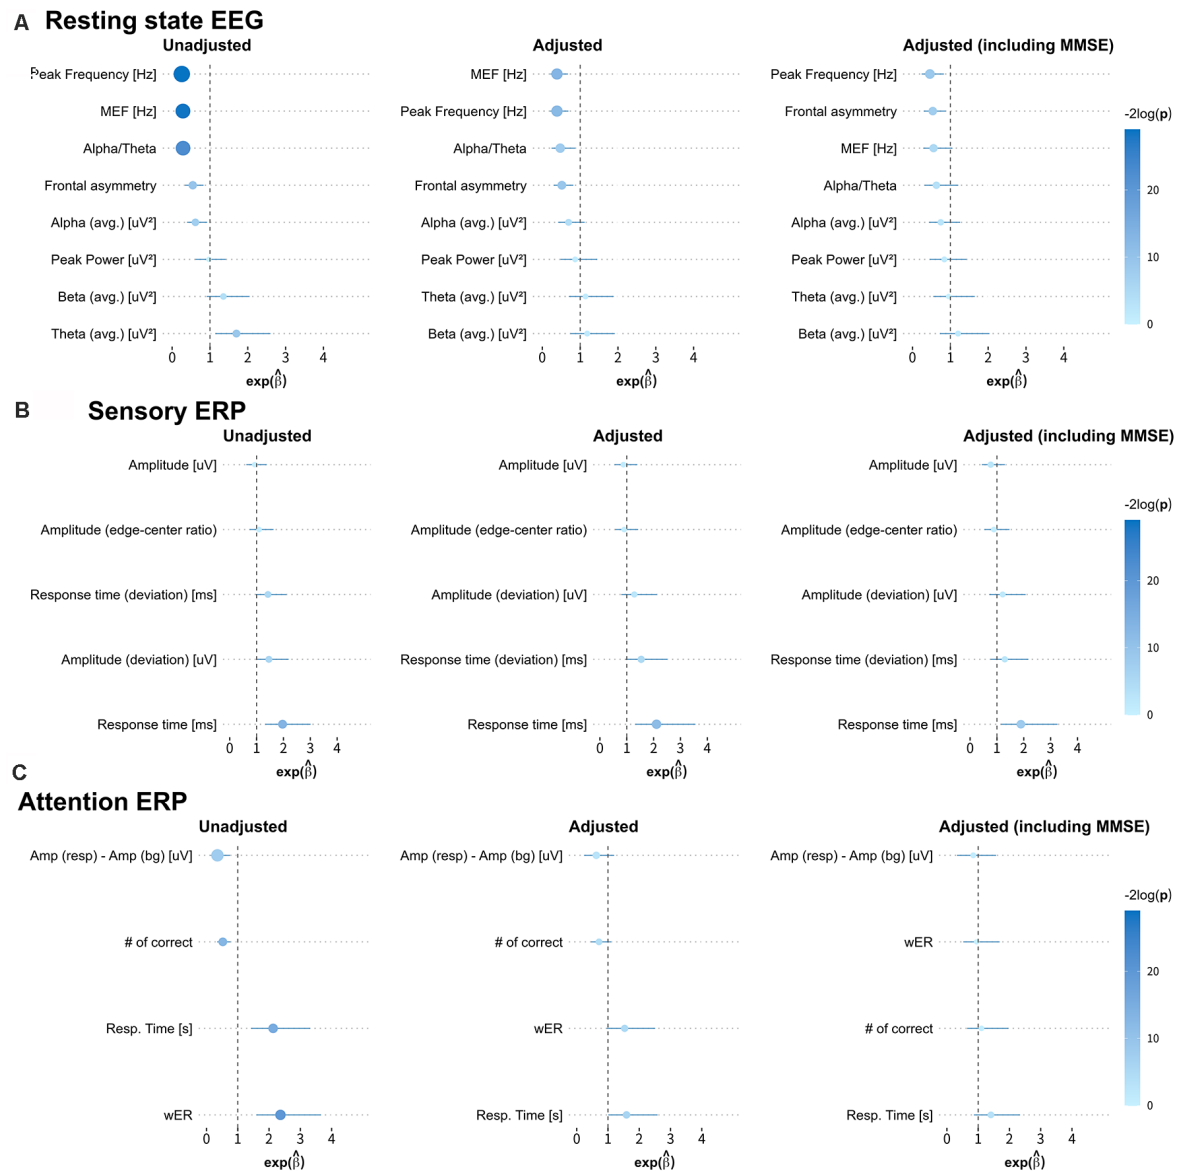 A Resting state EEG
Unadjusted
Peak Frequency [Hz]
MEF [Hz]
Alpha/Theta
Frontal asymmetry
Alpha (avg.) [uV²]
Peak Power [uV²]
Beta (avg.) [uV²]
Theta (avg.) [uV²]
0 1 2 3 4
exp(β̂)
Adjusted
MEF [Hz]
Peak Frequency [Hz]
Alpha/Theta
Frontal asymmetry
Alpha (avg.) [uV²]
Peak Power [uV²]
Theta (avg.) [uV²]
Beta (avg.) [uV²]
0 1 2 3 4
exp(β̂)
Adjusted (including MMSE)
Peak Frequency [Hz]
Frontal asymmetry
MEF [Hz]
Alpha/Theta
Alpha (avg.) [uV²]
Peak Power [uV²]
Theta (avg.) [uV²]
Beta (avg.) [uV²]
0 1 2 3 4
exp(β̂)
-2log(p)
20
10
0
B Sensory ERP
Unadjusted
Amplitude [uV]
Amplitude (edge-center ratio)
Response time (deviation) [ms]
Amplitude (deviation) [uV]
Response time [ms]
0 1 2 3 4
exp(β̂)
Adjusted
Amplitude [uV]
Amplitude (edge-center ratio)
Amplitude (deviation) [uV]
Response time (deviation) [ms]
Response time [ms]
0 1 2 3 4
exp(β̂)
Adjusted (including MMSE)
Amplitude [uV]
Amplitude (edge-center ratio)
Amplitude (deviation) [uV]
Response time (deviation) [ms]
Response time [ms]
0 1 2 3 4
exp(β̂)
-2log(p)
20
10
0
C
Attention ERP
Unadjusted
Amp (resp) - Amp (bg) [uV]
# of correct
Resp. Time [s]
wER
0 1 2 3 4
exp(β̂)
Adjusted
Amp (resp) - Amp (bg) [uV]
# of correct
wER
Resp. Time [s]
0 1 2 3 4
exp(β̂)
Adjusted (including MMSE)
Amp (resp) - Amp (bg) [uV]
wER
# of correct
Resp. Time [s]
0 1 2 3 4
exp(β̂)
-2log(p)
20
10
0